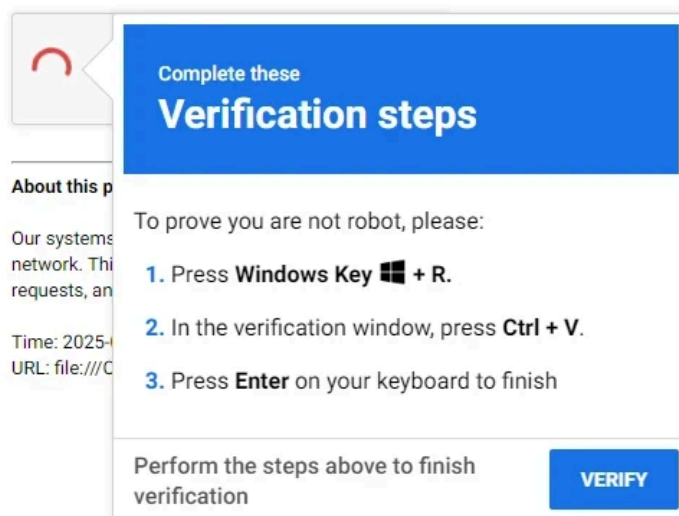 Complete these
Verification steps
To prove you are not robot, please:
1. Press Windows Key + R.
2. In the verification window, press Ctrl + V.
3. Press Enter on your keyboard to finish
Perform the steps above to finish
verification
VERIFY
About this
Our systems
network.
requests,
Time:
URL: